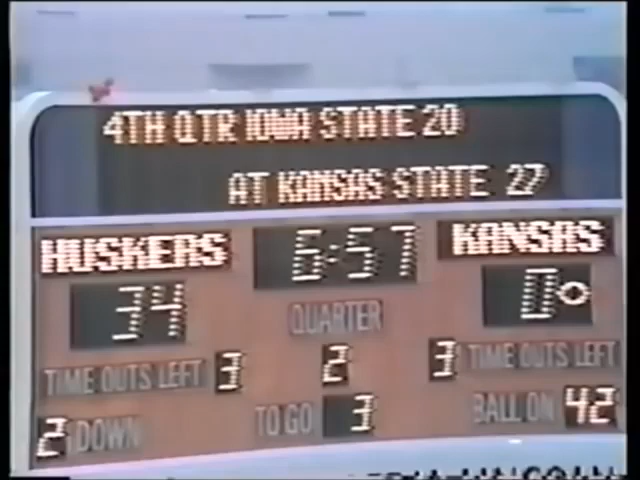 4TH QTR IOWA STATE 20
AT KANSAS STATE 27
HUSKERS 6:57 KANSAS
34 QUARTER 0
TIME OUTS LEFT 3 2 3 TIME OUTS LEFT
2 DOWN TO GO 3 BALL ON 42